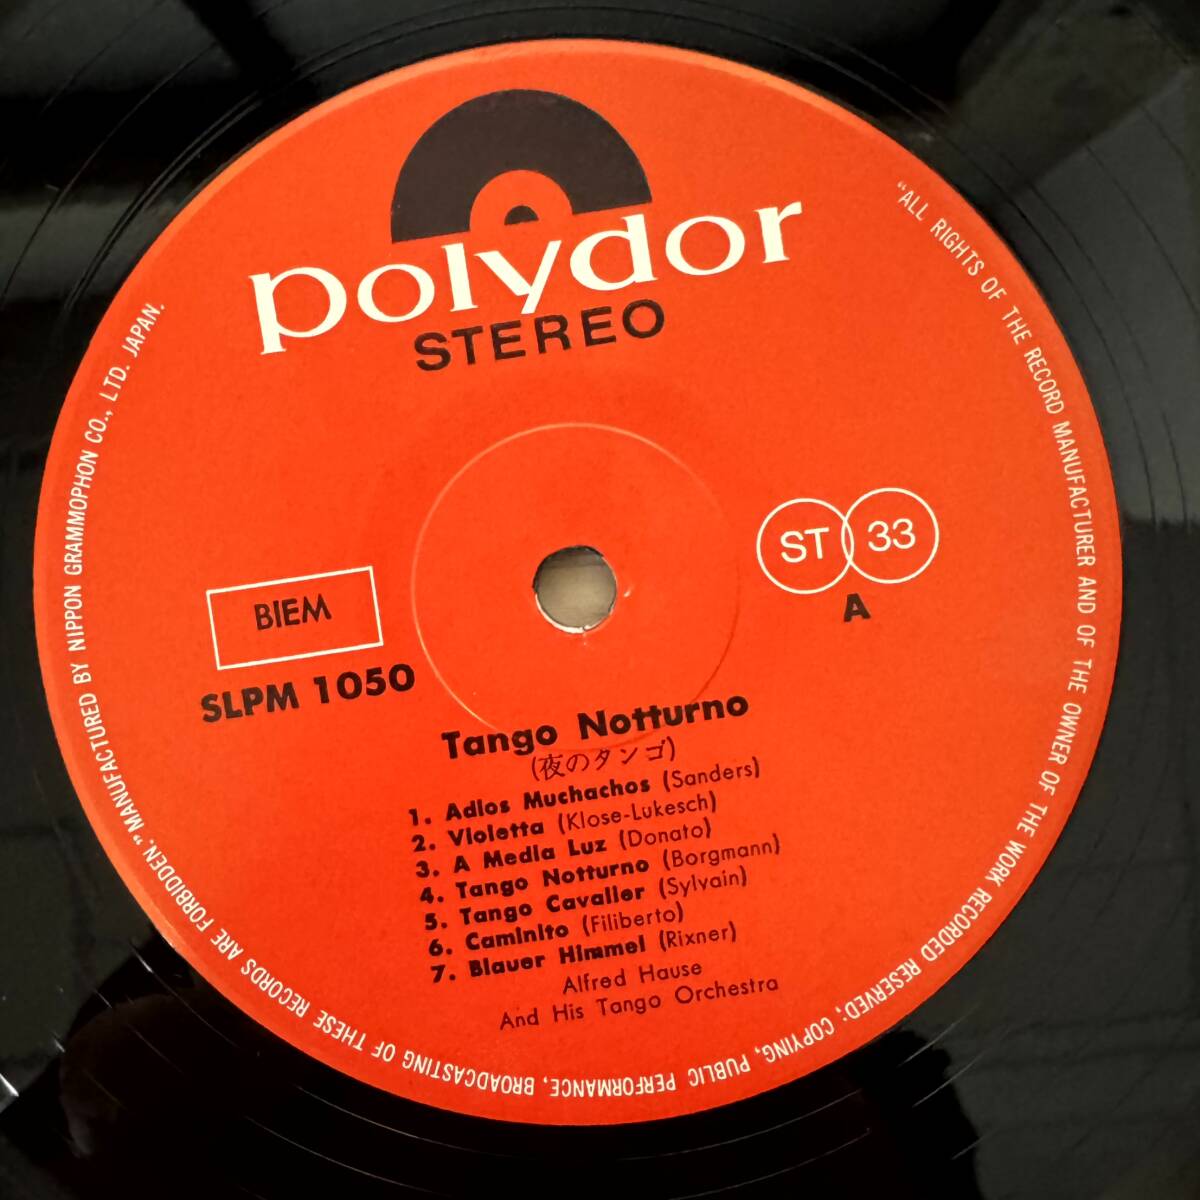 polydor
STEREO
ST 33
A
BIEM
SLPM 1050
Tango Notturno
(夜のタンゴ)
1. Adios Muchachos (Sanders)
2. Violetta (Klose-Lukesch)
3. A Media Luz (Donato)
4. Tango Notturno (Borgmann)
5. Tango Cavalier (Sylvain)
6. Caminito (Filiberto)
7. Blauer Himmel (Rixner)
Alfred Hause
And His Tango Orchestra
"ALL RIGHTS OF THE RECORD MANUFACTURER AND OF THE OWNER OF THE WORK RECORDED RESERVED; COPYING, PUBLIC PERFORMANCE, BROADCASTING OF THESE RECORDS ARE FORBIDDEN." MANUFACTURED BY NIPPON GRAMMOPHON CO., LTD. JAPAN.